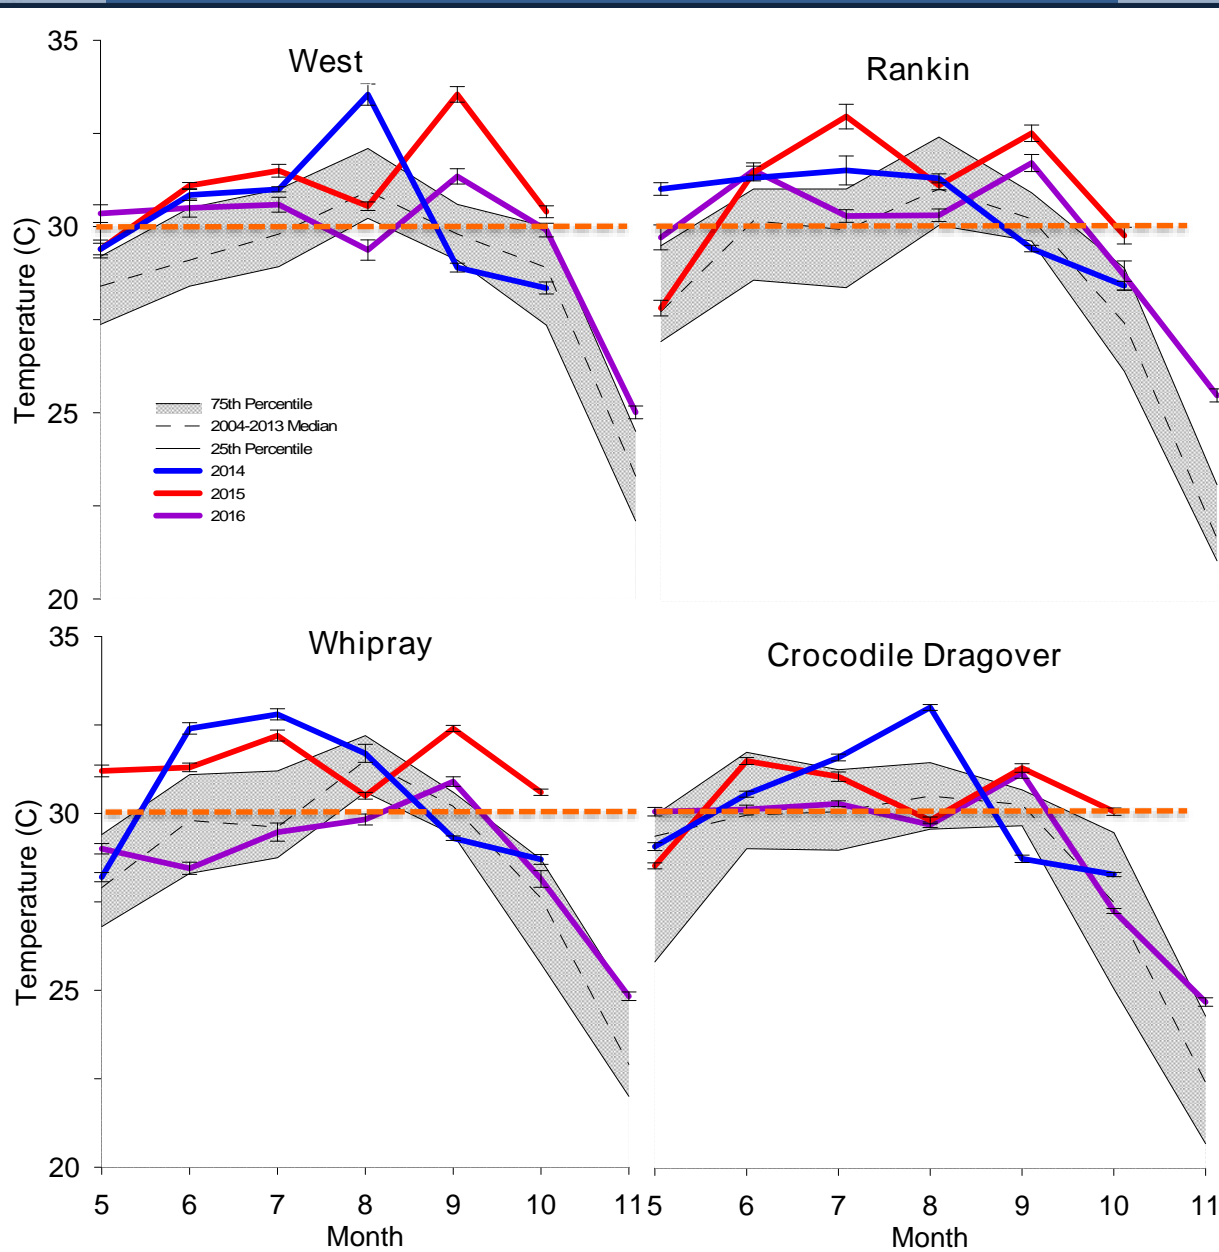 35
West
Rankin
30
Temperature (C)
25
75th Percentile
2004-2013 Median
25th Percentile
2014
2015
2016
20
35
Whipray
Crocodile Dragover
30
Temperature (C)
25
20
5 6 7 8 9 10 11
5 6 7 8 9 10 11
Month
Month